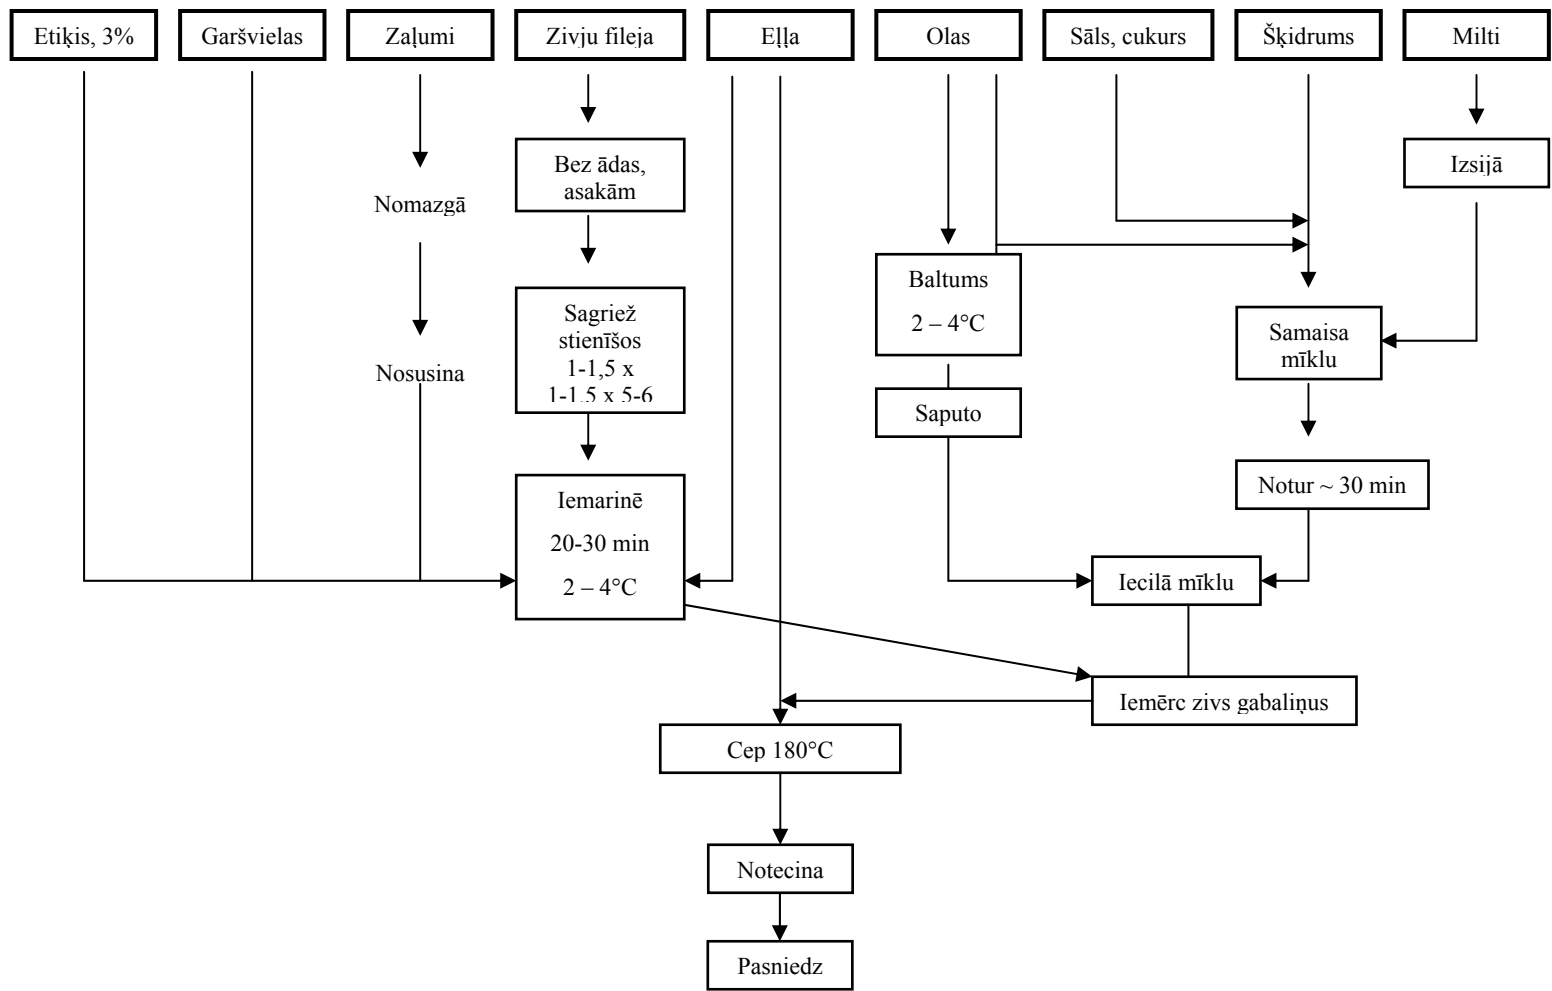 Etiķis, 3%
Garšvielas
Zaļumi
Zivju fileja
Eļļa
Olas
Sāls, cukurs
Šķidrums
Milti
Bez ādas,
asakām
Izsijā
Nomazgā
Baltums
2 – 4°C
Sagriež
stienīšos
1-1,5 x
1-1,5 x 5-6
Samaisa
mīklu
Nosusina
Saputo
Iemarinē
20-30 min
2 – 4°C
Notur ~ 30 min
Iecilā mīklu
Iemērc zivs gabaliņus
Cep 180°C
Notecina
Pasniedz